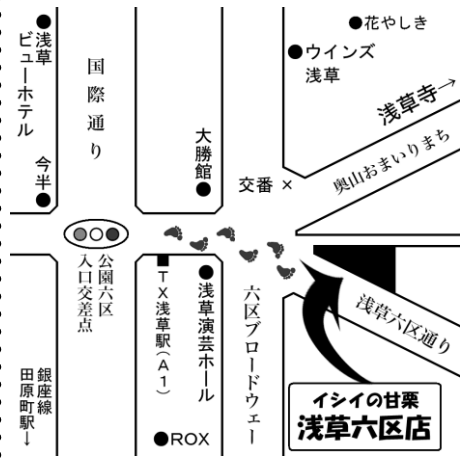 浅草
ビューホテル
今半
国際通り
大勝館
花やしき
ウインズ
浅草
浅草寺→
奥山おまいりまち
交番 ×
公園六区
入口交差点
TX浅草駅(A1)
浅草演芸ホール
六区ブロードウェー
浅草六区通り
銀座線
田原町駅↓
ROX
イシイの甘栗
浅草六区店